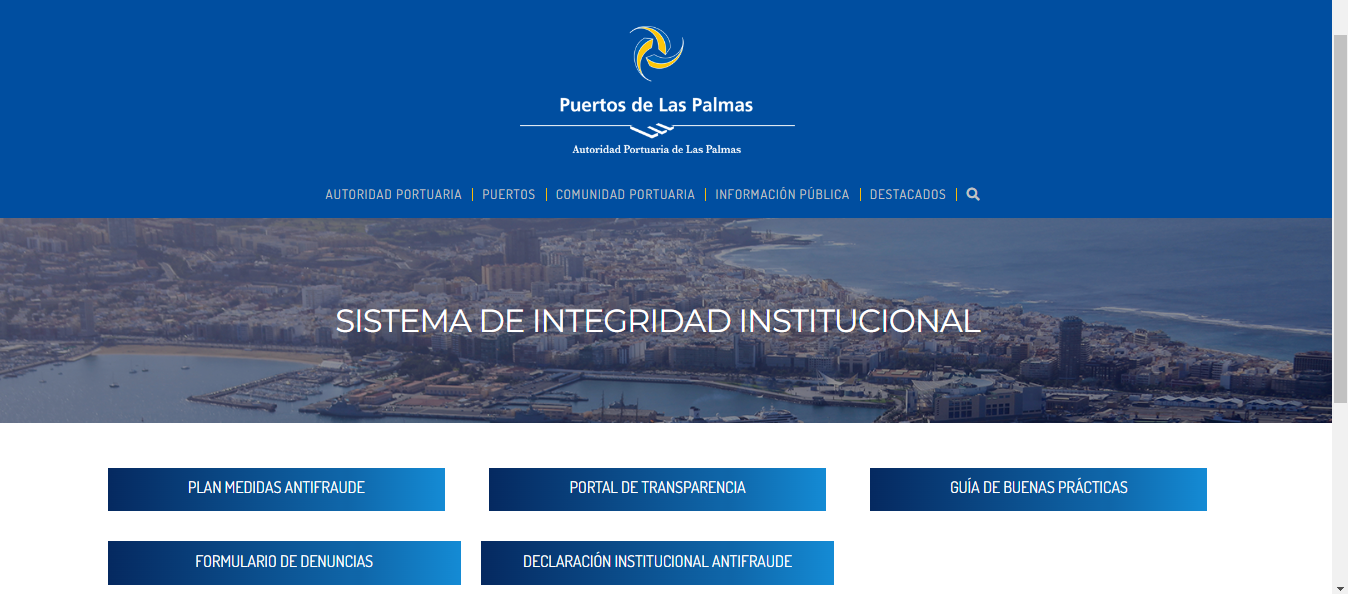 Puertos de Las Palmas
Autoridad Portuaria de Las Palmas
AUTORIDAD PORTUARIA
PUERTOS
COMUNIDAD PORTUARIA
INFORMACIÓN PÚBLICA
DESTACADOS
SISTEMA DE INTEGRIDAD INSTITUCIONAL
PLAN MEDIDAS ANTIFRAUDE
PORTAL DE TRANSPARENCIA
GUÍA DE BUENAS PRÁCTICAS
FORMULARIO DE DENUNCIAS
DECLARACIÓN INSTITUCIONAL ANTIFRAUDE